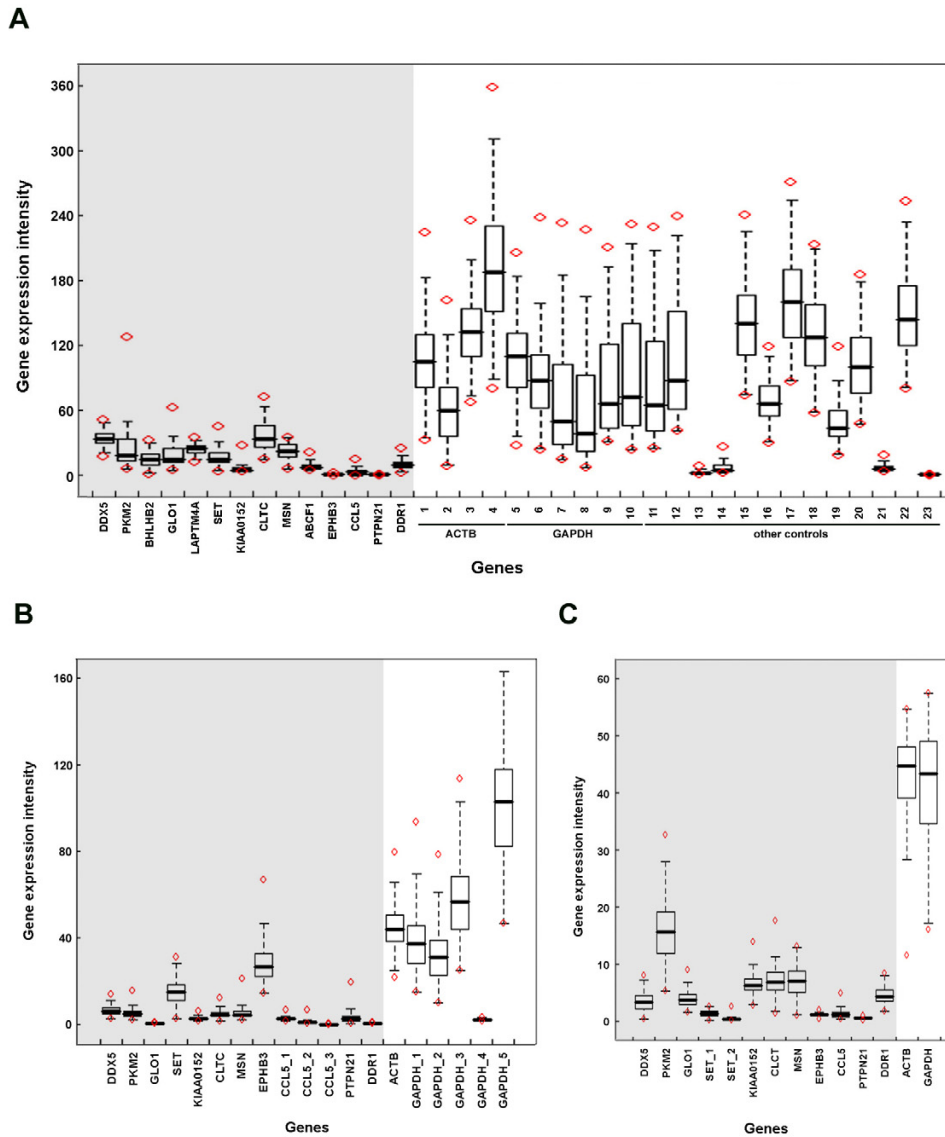 A
Gene expression intensity
360
300
240
180
120
60
0
DDX5 PKM2 BHLHB2 GLO1 LAPTM4A SET KIAA0152 CLTC MSN ABCF1 EPHB3 CCL5 PTPN21 DDR1 1 2 3 4 5 6 7 8 9 10 11 12 13 14 15 16 17 18 19 20 21 22 23
ACTB GAPDH other controls
Genes
B
Gene expression intensity
160
120
80
40
0
DDX5 PKM2 GLO1 SET KIAA0152 CLTC MSN EPHB3 CCL5_1 CCL5_2 CCL5_3 PTPN21 DDR1 ACTB GAPDH_1 GAPDH_2 GAPDH_3 GAPDH_4 GAPDH_5
Genes
C
Gene expression intensity
60
50
40
30
20
10
0
DDX5 PKM2 GLO1 SET_1 SET_2 KIAA0152 CLCT MSN EPHB3 CCL5 PTPN21 DDR1 ACTB GAPDH
Genes